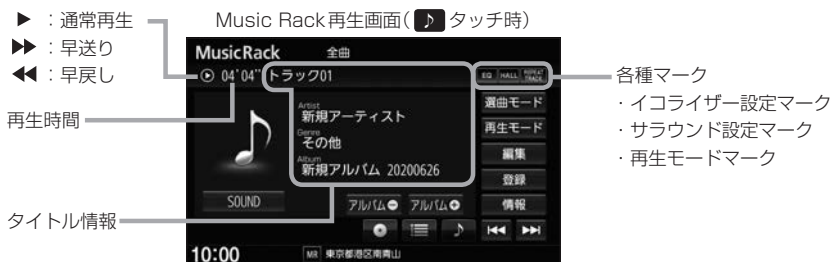 ▶ :通常再生
▶▶ :早送り
◀◀ :早戻し
再生時間
タイトル情報
Music Rack再生画面(♪タッチ時)
MusicRack 全曲
04'04" トラック01
EQ HALL REPEAT TRACK
Artist
新規アーティスト
Genre
その他
Album
新規アルバム 20200626
SOUND
アルバム⊖ アルバム⊕
選曲モード
再生モード
編集
登録
情報
10:00 MR 東京都港区南青山
各種マーク
・イコライザー設定マーク
・サラウンド設定マーク
・再生モードマーク